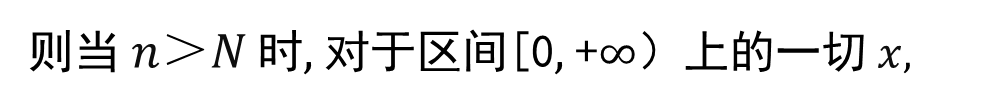 则当 n＞N 时, 对于区间[0, +∞）上的一切 x,